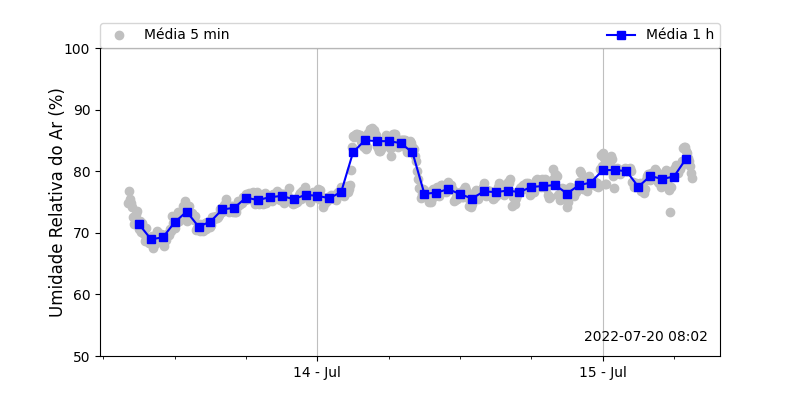 Média 5 min
Média 1 h
Umidade Relativa do Ar (%)
100
90
80
70
60
50
2022-07-20 08:02
14 - Jul
15 - Jul